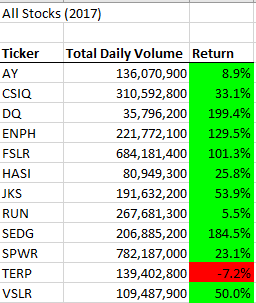 All Stocks (2017)
Ticker Total Daily Volume Return
AY 136,070,900 8.9%
CSIQ 310,592,800 33.1%
DQ 35,796,200 199.4%
ENPH 221,772,100 129.5%
FSLR 684,181,400 101.3%
HASI 80,949,300 25.8%
JKS 191,632,200 53.9%
RUN 267,681,300 5.5%
SEDG 206,885,200 184.5%
SPWR 782,187,000 23.1%
TERP 139,402,800 -7.2%
VSLR 109,487,900 50.0%